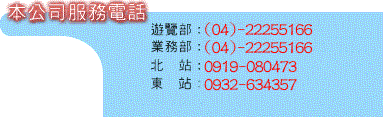 本公司服務電話
遊覽部:(04)-22255166
業務部:(04)-22255166
北　站:0919-080473
東　站:0932-634357